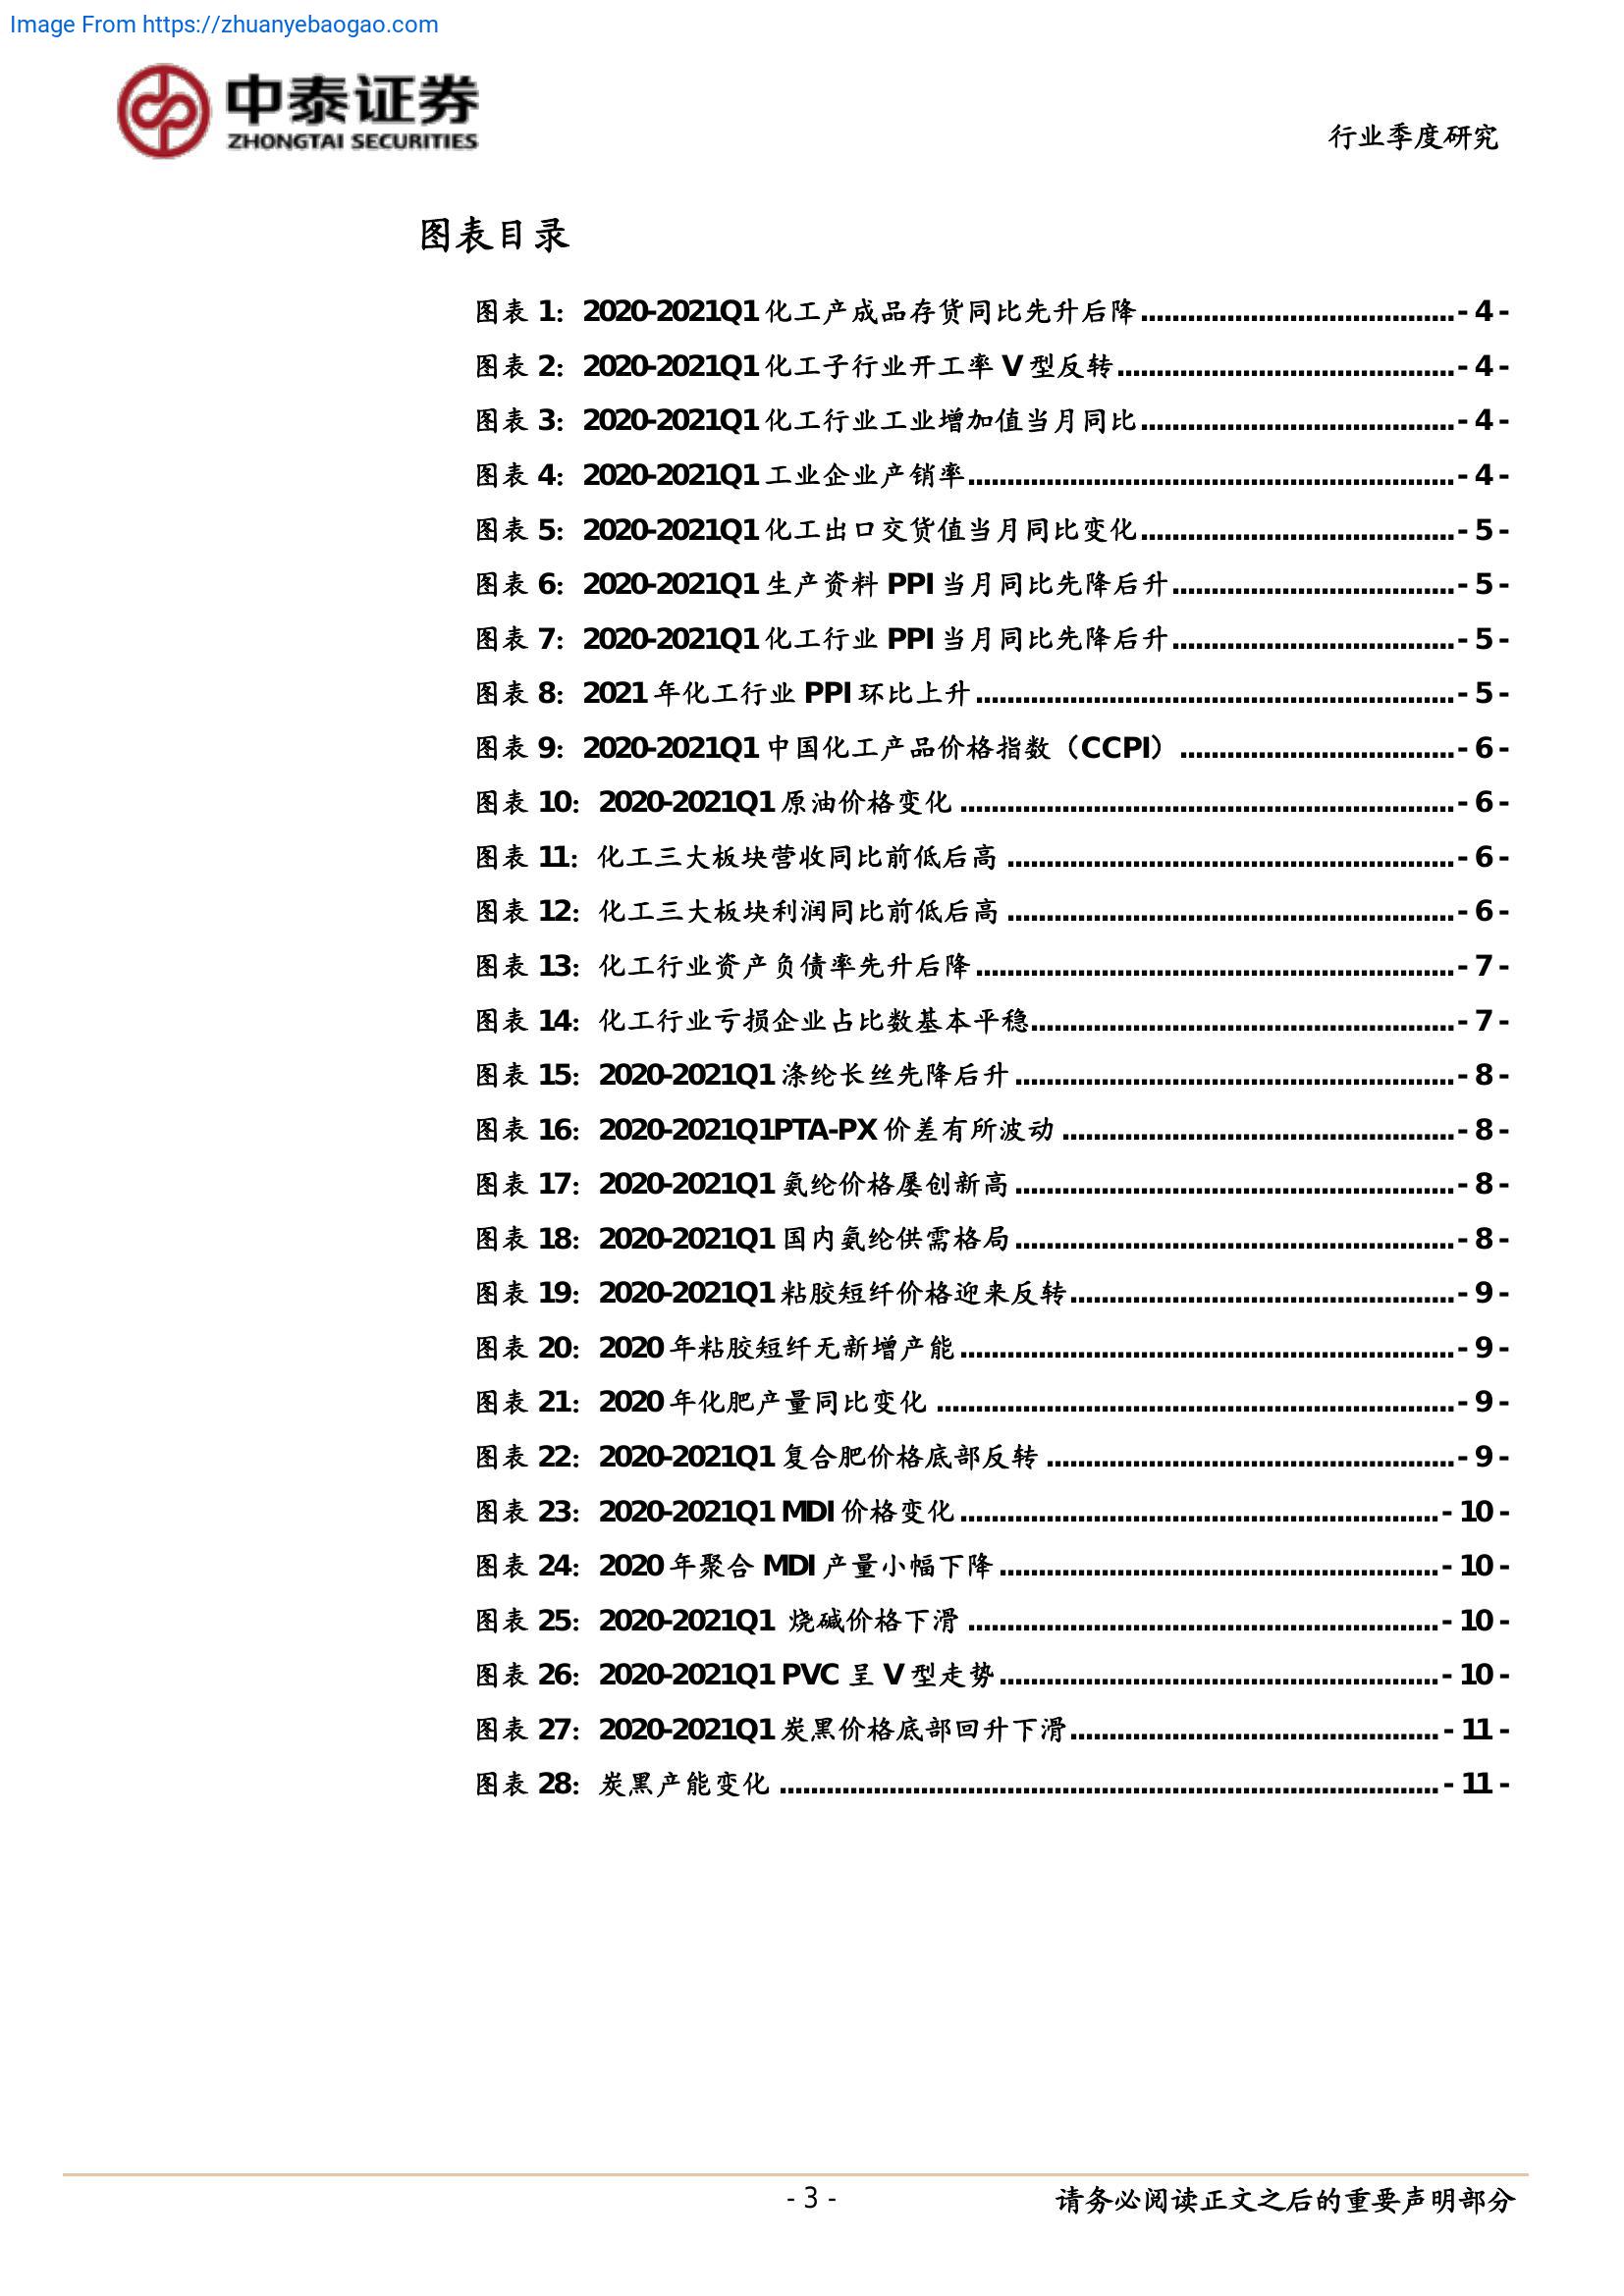 Image From https://zhuanyebaogao.com
中泰证券
ZHONGTAI SECURITIES
行业季度研究
图表目录
图表 1：2020-2021Q1 化工产成品存货同比先升后降........................................- 4 -
图表 2：2020-2021Q1 化工子行业开工率 V 型反转...........................................- 4 -
图表 3：2020-2021Q1 化工行业工业增加值当月同比........................................- 4 -
图表 4：2020-2021Q1 工业企业产销率..............................................................- 4 -
图表 5：2020-2021Q1 化工出口交货值当月同比变化........................................- 5 -
图表 6：2020-2021Q1 生产资料 PPI 当月同比先降后升....................................- 5 -
图表 7：2020-2021Q1 化工行业 PPI 当月同比先降后升....................................- 5 -
图表 8：2021 年化工行业 PPI 环比上升.............................................................- 5 -
图表 9：2020-2021Q1 中国化工产品价格指数（CCPI）...................................- 6 -
图表 10：2020-2021Q1 原油价格变化...............................................................- 6 -
图表 11：化工三大板块营收同比前低后高.........................................................- 6 -
图表 12：化工三大板块利润同比前低后高.........................................................- 6 -
图表 13：化工行业资产负债率先升后降.............................................................- 7 -
图表 14：化工行业亏损企业占比数基本平稳......................................................- 7 -
图表 15：2020-2021Q1 涤纶长丝先降后升........................................................- 8 -
图表 16：2020-2021Q1PTA-PX 价差有所波动..................................................- 8 -
图表 17：2020-2021Q1 氨纶价格屡创新高........................................................- 8 -
图表 18：2020-2021Q1 国内氨纶供需格局........................................................- 8 -
图表 19：2020-2021Q1 粘胶短纤价格迎来反转.................................................- 9 -
图表 20：2020 年粘胶短纤无新增产能...............................................................- 9 -
图表 21：2020 年化肥产量同比变化..................................................................- 9 -
图表 22：2020-2021Q1 复合肥价格底部反转....................................................- 9 -
图表 23：2020-2021Q1 MDI 价格变化.............................................................- 10 -
图表 24：2020 年聚合 MDI 产量小幅下降........................................................- 10 -
图表 25：2020-2021Q1 烧碱价格下滑............................................................- 10 -
图表 26：2020-2021Q1 PVC 呈 V 型走势........................................................- 10 -
图表 27：2020-2021Q1 炭黑价格底部回升下滑...............................................- 11 -
图表 28：炭黑产能变化....................................................................................- 11 -
- 3 -
请务必阅读正文之后的重要声明部分